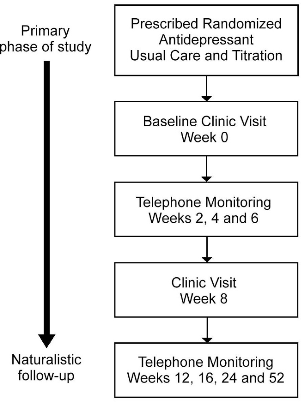 Primary
phase of study
Prescribed Randomized
Antidepressant
Usual Care and Titration
Baseline Clinic Visit
Week 0
Telephone Monitoring
Weeks 2, 4 and 6
Clinic Visit
Week 8
Naturalistic
follow-up
Telephone Monitoring
Weeks 12, 16, 24 and 52